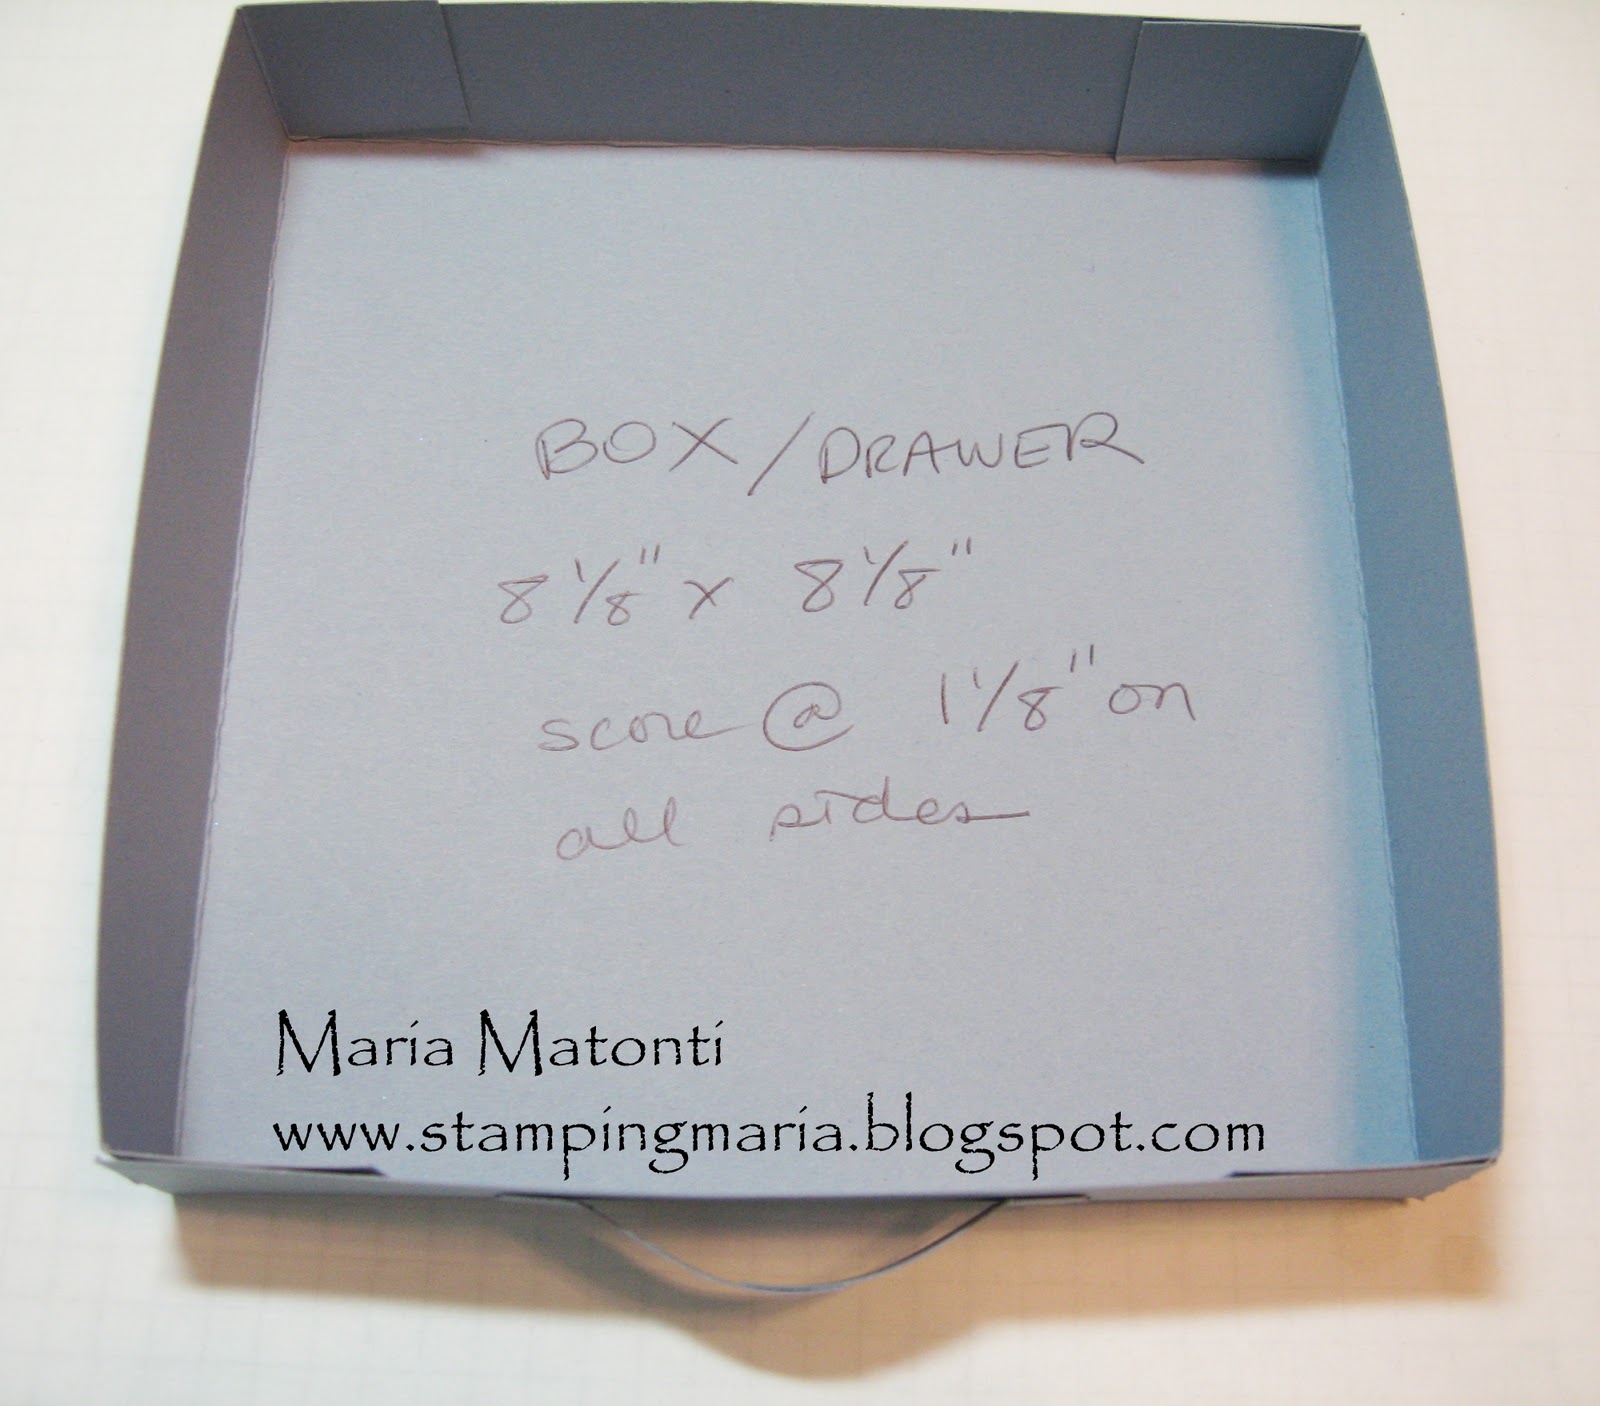 BOX/DRAWER
8 1/8" x 8 1/8"
score @ 1 1/8" on
all sides
Maria Matonti
www.stampingmaria.blogspot.com